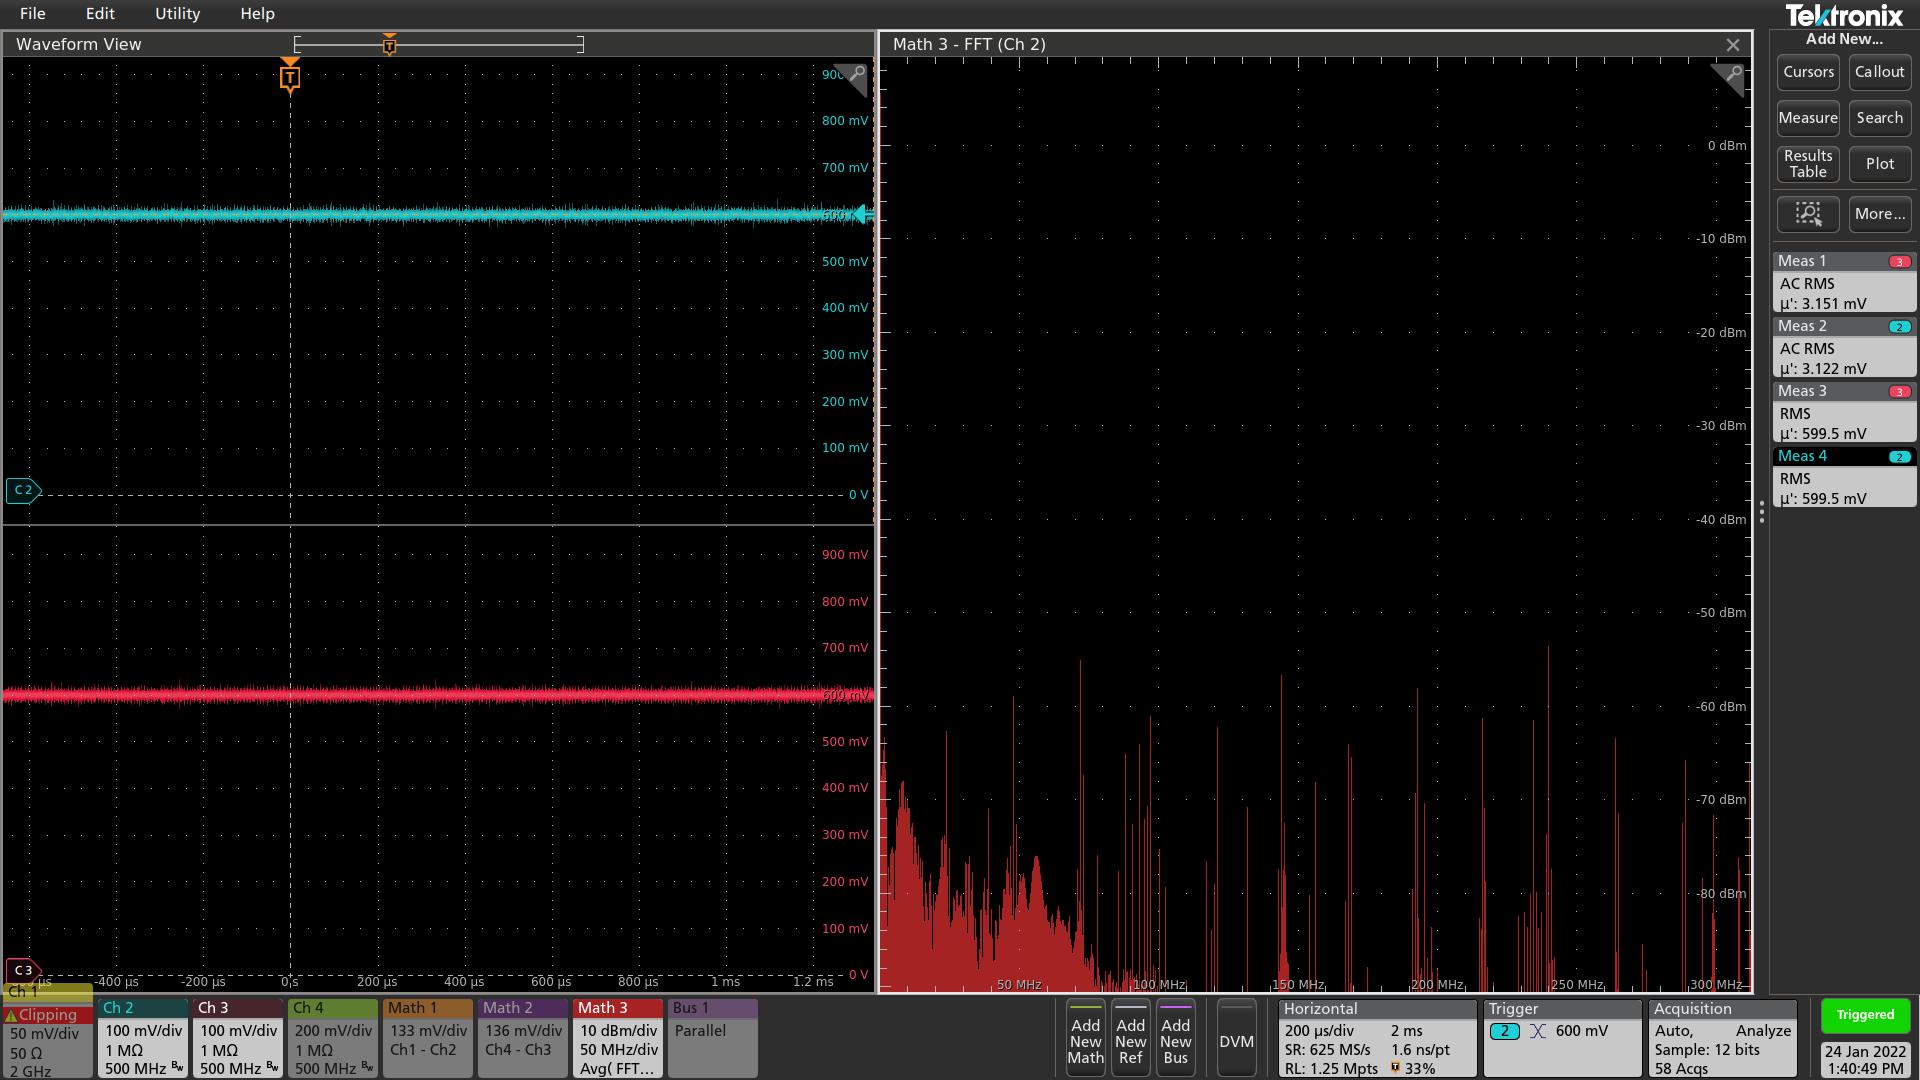 File Edit Utility Help
Tektronix
Waveform View
T
T
900
800 mV
700 mV
500 mV
400 mV
300 mV
200 mV
100 mV
0 V
C 2
900 mV
800 mV
700 mV
600 mV
500 mV
400 mV
300 mV
200 mV
100 mV
0 V
C 3
-400 µs -200 µs 0 s 200 µs 400 µs 600 µs 800 µs 1 ms 1.2 ms
Math 3 - FFT (Ch 2)
0 dBm
-10 dBm
-20 dBm
-30 dBm
-40 dBm
-50 dBm
-60 dBm
-70 dBm
-80 dBm
50 MHz 100 MHz 150 MHz 200 MHz 250 MHz 300 MHz
Add New...
Cursors Callout
Measure Search
Results Table Plot
More...
Meas 1 3
AC RMS
µ': 3.151 mV
Meas 2 2
AC RMS
µ': 3.122 mV
Meas 3 3
RMS
µ': 599.5 mV
Meas 4 2
RMS
µ': 599.5 mV
Ch 1
Clipping
50 mV/div
50 Ω
2 GHz
Ch 2
100 mV/div
1 MΩ
500 MHz Bw
Ch 3
100 mV/div
1 MΩ
500 MHz Bw
Ch 4
200 mV/div
1 MΩ
500 MHz Bw
Math 1
133 mV/div
Ch1 - Ch2
Math 2
136 mV/div
Ch4 - Ch3
Math 3
10 dBm/div
50 MHz/div
Avg( FFT...
Bus 1
Parallel
Add
New
Math
Add
New
Ref
Add
New
Bus
DVM
Horizontal
200 µs/div 2 ms
SR: 625 MS/s 1.6 ns/pt
RL: 1.25 Mpts T 33%
Trigger
2 600 mV
Acquisition
Auto, Analyze
Sample: 12 bits
58 Acqs
Triggered
24 Jan 2022
1:40:49 PM